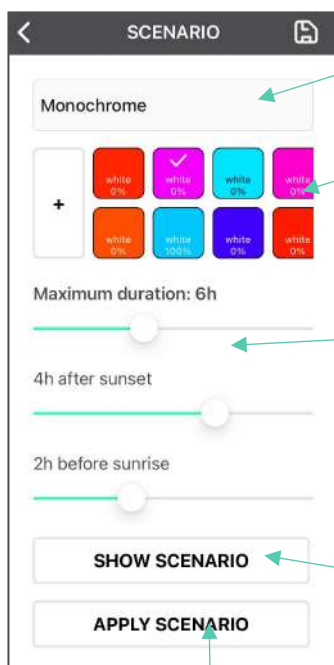 SCENARIO
Monochrome
+
white 0%
white 0%
white 0%
white 0%
white 0%
white 100%
white 0%
white 0%
Maximum duration: 6h
4h after sunset
2h before sunrise
SHOW SCENARIO
APPLY SCENARIO